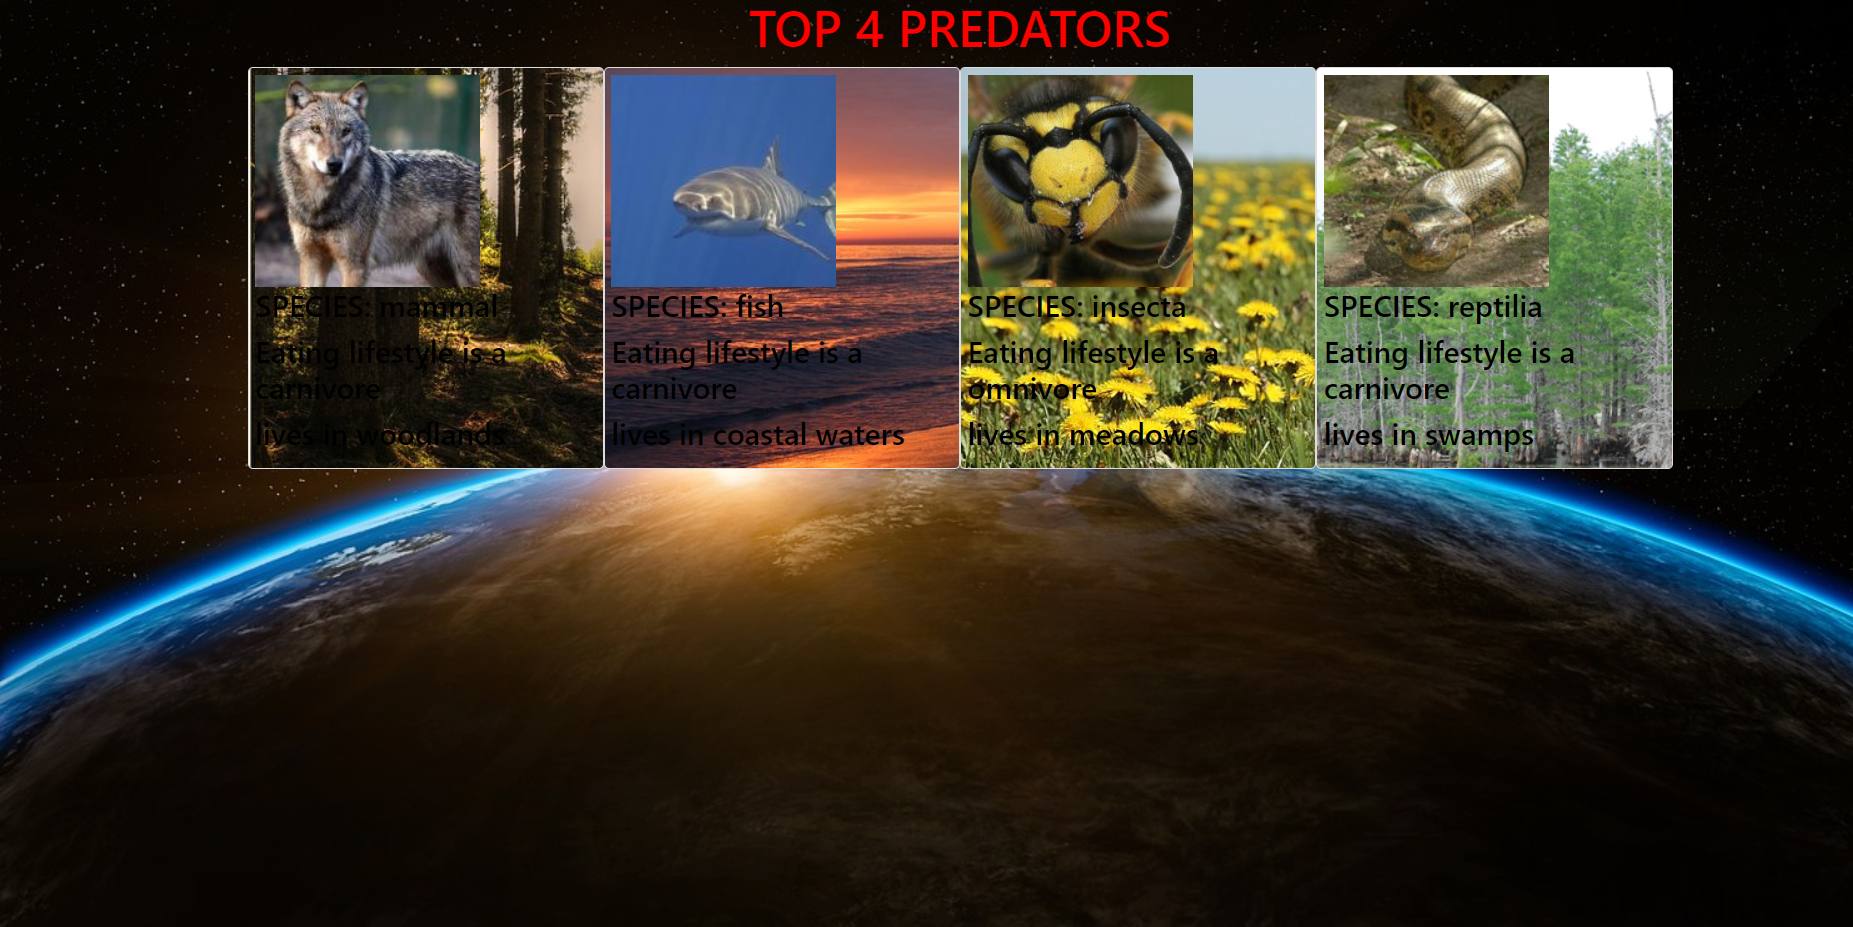 TOP 4 PREDATORS
SPECIES: mammal
Eating lifestyle is a
carnivore
lives in woodlands
SPECIES: fish
Eating lifestyle is a
carnivore
lives in coastal waters
SPECIES: insecta
Eating lifestyle is a
omnivore
lives in meadows
SPECIES: reptilia
Eating lifestyle is a
carnivore
lives in swamps